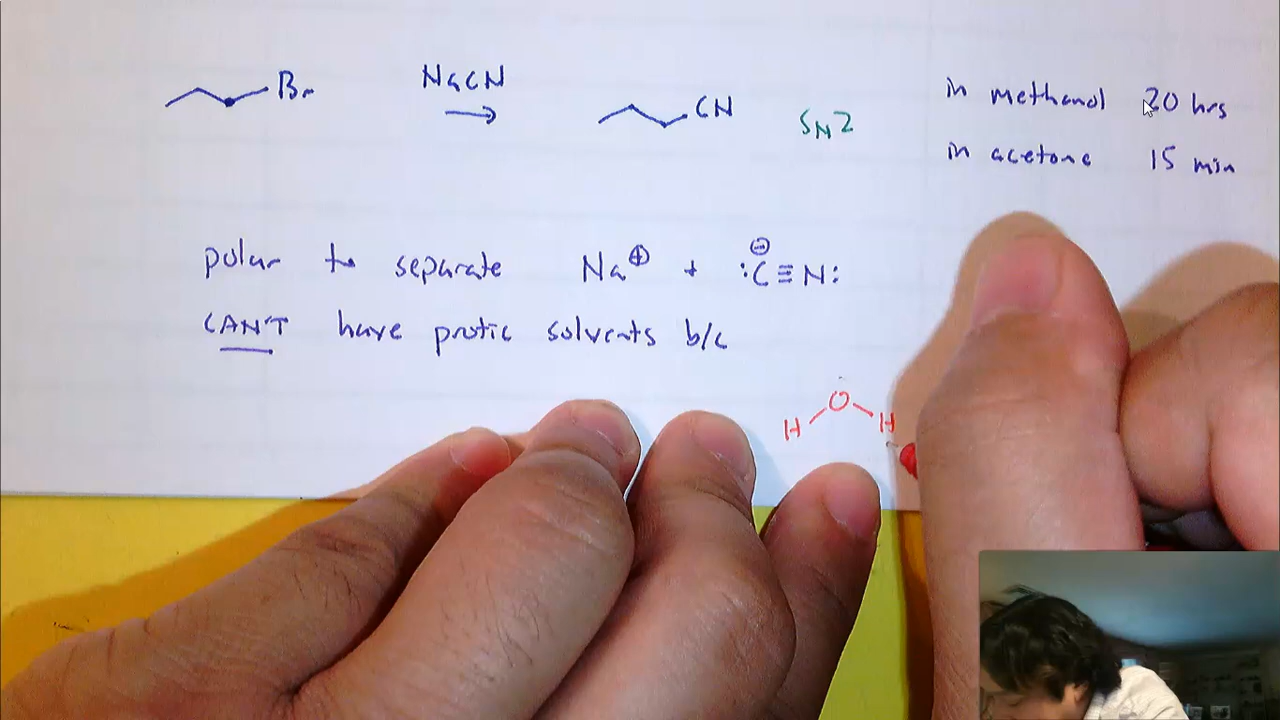 Br NaCN → CN SN2
in methanol 20 hrs
in acetone 15 min
polar to separate Na⊕ + ⊖:C≡N:
CAN'T have protic solvents b/c
H O H